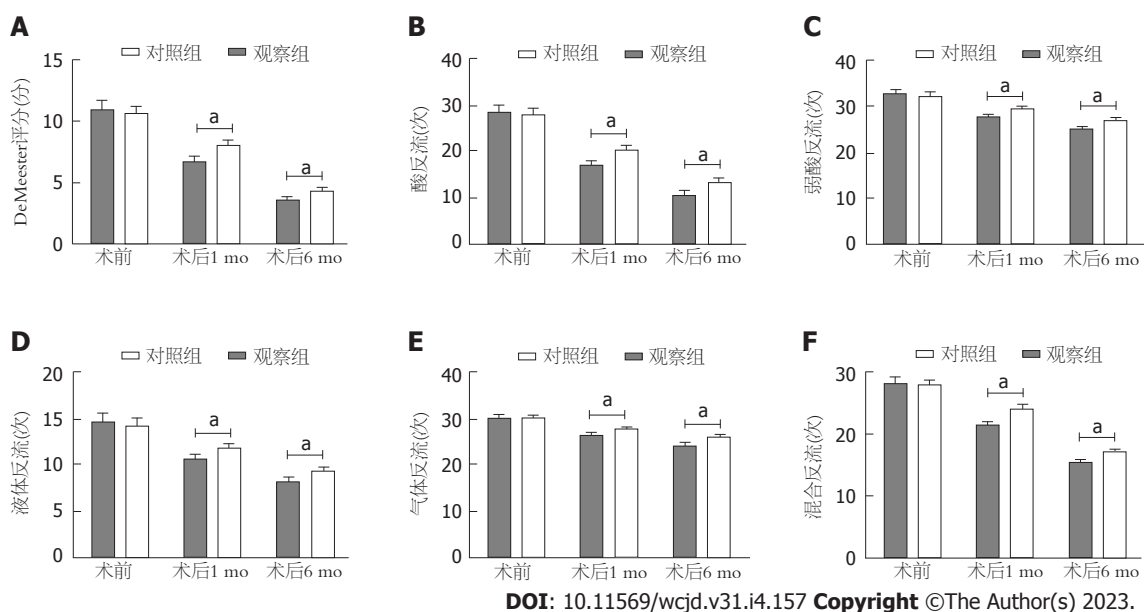 A
对照组 观察组
DeMeester评分(分)
15
10
5
0
术前 术后1 mo 术后6 mo
a
a
B
对照组 观察组
酸反流(次)
40
30
20
10
0
术前 术后1 mo 术后6 mo
a
a
C
对照组 观察组
弱酸反流(次)
40
30
20
10
0
术前 术后1 mo 术后6 mo
a
a
D
对照组 观察组
液体反流(次)
20
15
10
5
0
术前 术后1 mo 术后6 mo
a
a
E
对照组 观察组
气体反流(次)
40
30
20
10
0
术前 术后1 mo 术后6 mo
a
a
F
对照组 观察组
混合反流(次)
30
20
10
0
术前 术后1 mo 术后6 mo
a
a
DOI: 10.11569/wcjd.v31.i4.157 Copyright ©The Author(s) 2023.